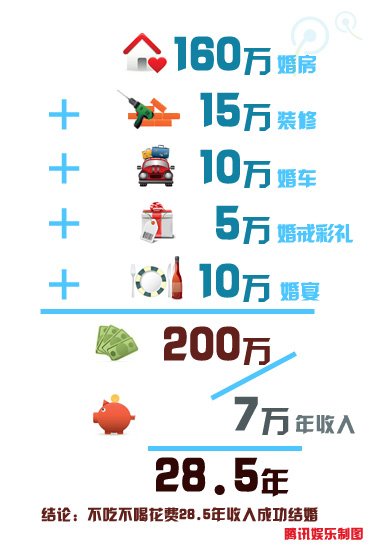 160万 婚房
+ 15万 装修
+ 10万 婚车
+ 5万 婚戒彩礼
+ 10万 婚宴
200万
7万 年收入
28.5年
结论：不吃不喝花费28.5年收入成功结婚
腾讯娱乐制图